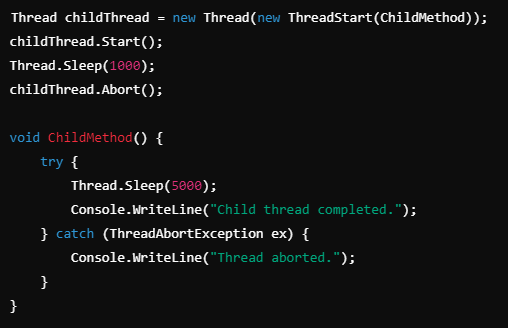 Thread childThread = new Thread(new ThreadStart(ChildMethod));
childThread.Start();
Thread.Sleep(1000);
childThread.Abort();

void ChildMethod() {
    try {
        Thread.Sleep(5000);
        Console.WriteLine("Child thread completed.");
    } catch (ThreadAbortException ex) {
        Console.WriteLine("Thread aborted.");
    }
}